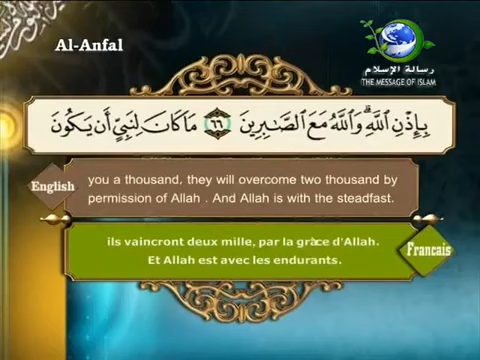 Al-Anfal
رسالة الإسلام
THE MESSAGE OF ISLAM
بِإِذْنِ ٱللَّهِ ۗ وَٱللَّهُ مَعَ ٱلصَّـٰبِرِينَ ٦٦ مَا كَانَ لِنَبِيٍّ أَن يَكُونَ
English
you a thousand, they will overcome two thousand by
permission of Allah . And Allah is with the steadfast.
ils vaincront deux mille, par la grâce d'Allah.
Et Allah est avec les endurants.
Francais